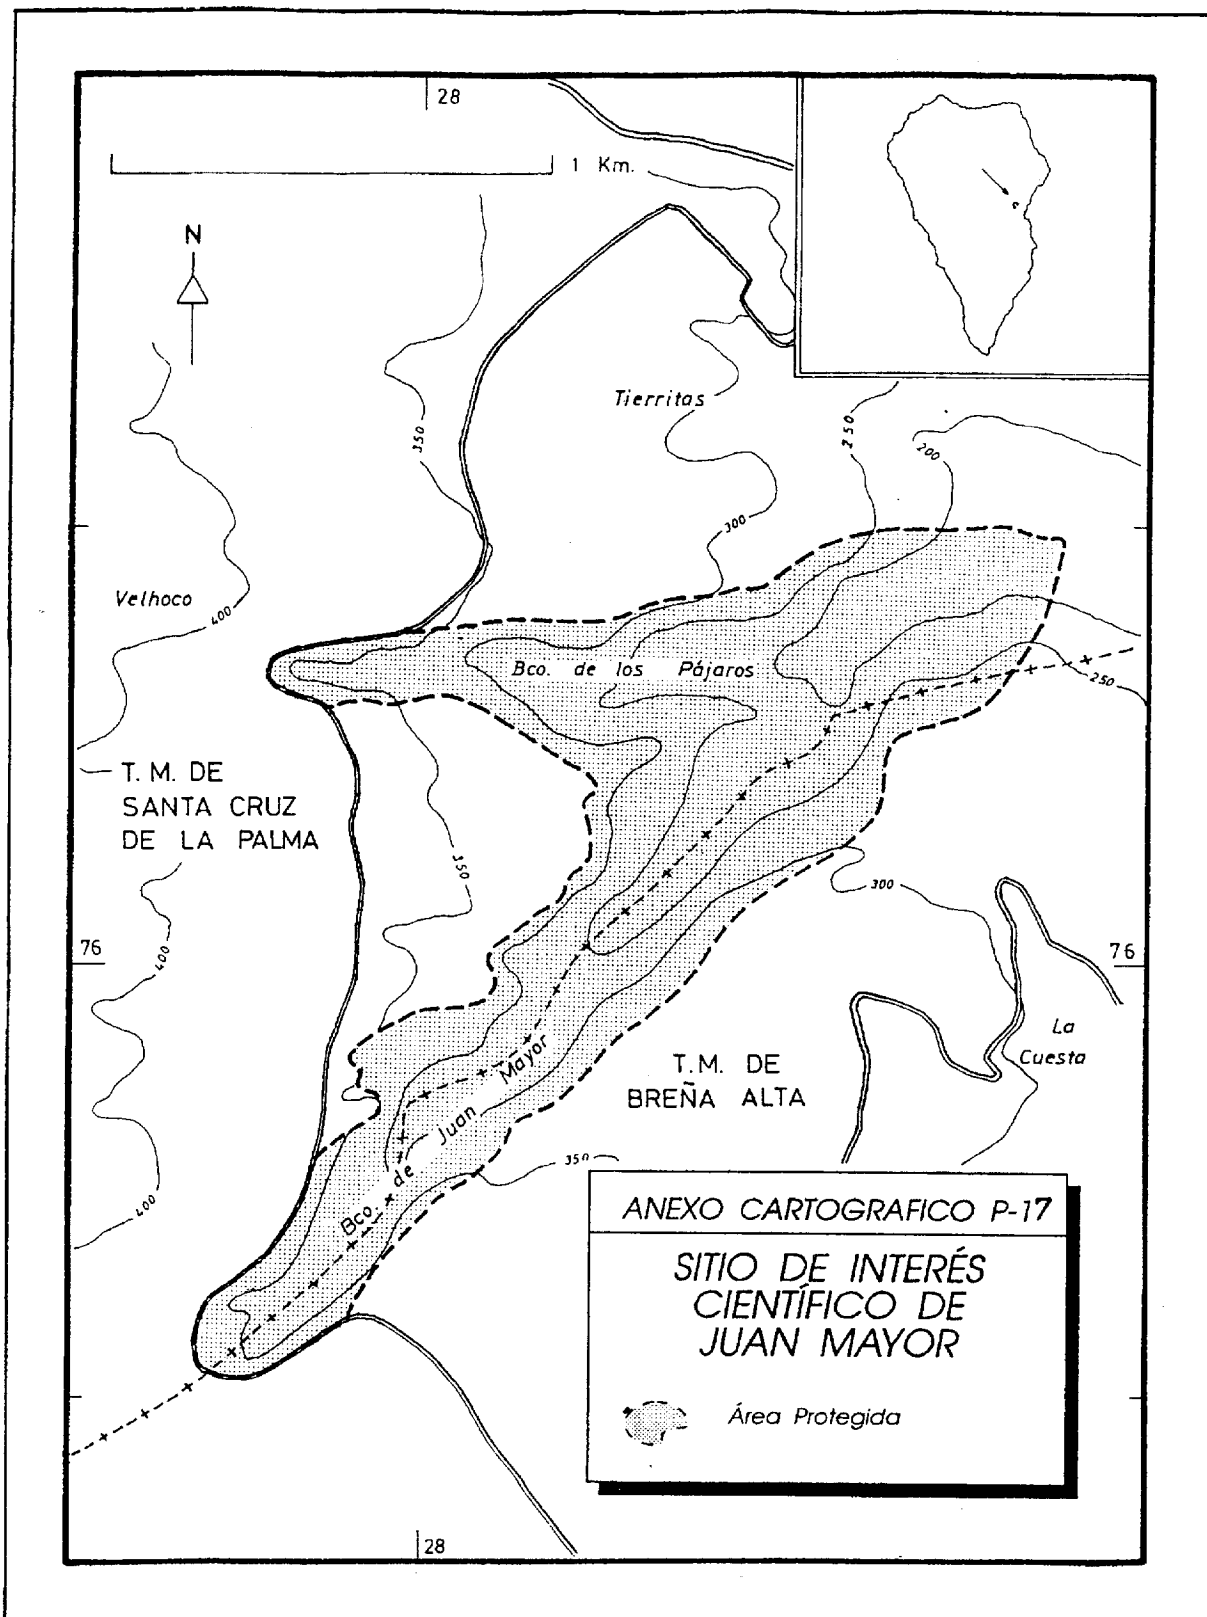 28
1 Km.
N
Tierritas
350
250
200
300
Velhoco
400
Bco. de los Pájaros
250
T. M. DE
SANTA CRUZ
DE LA PALMA
350
300
76
400
76
La
Cuesta
T.M. DE
BREÑA ALTA
Bco. de Juan Mayor
350
400
ANEXO CARTOGRAFICO P-17
SITIO DE INTERÉS
CIENTÍFICO DE
JUAN MAYOR
Área Protegida
28